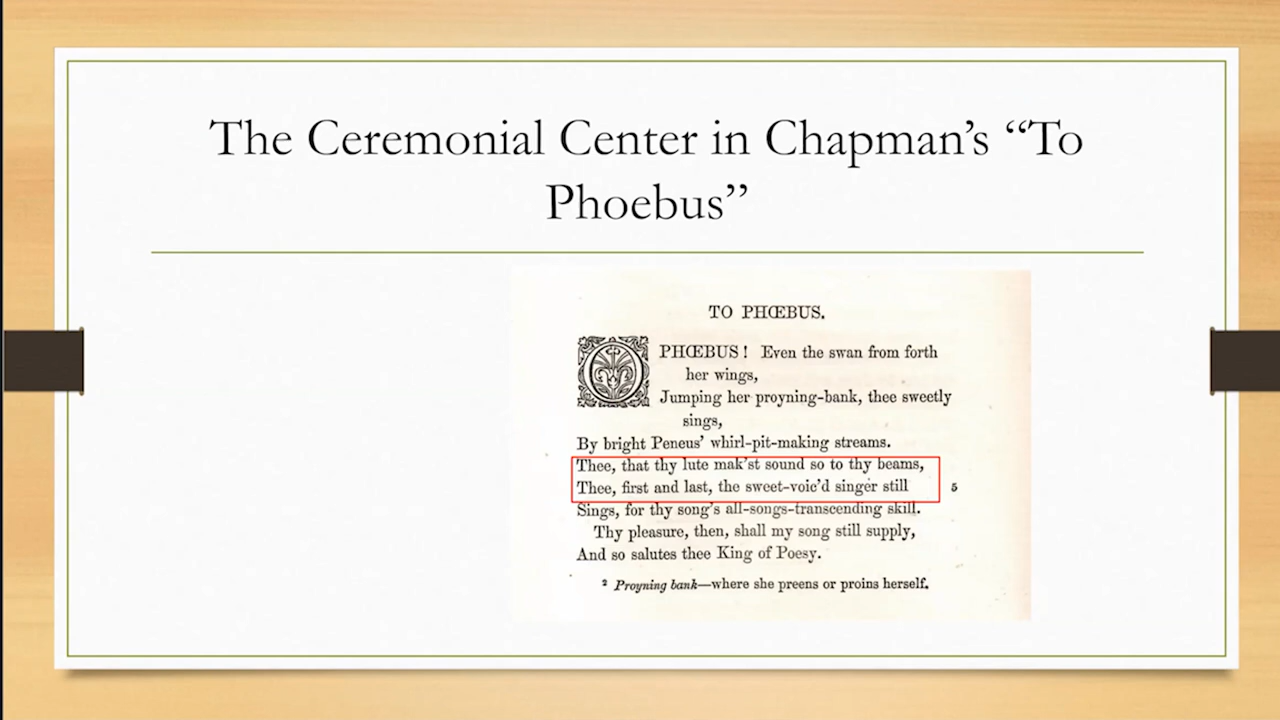 The Ceremonial Center in Chapman’s “To
Phoebus”
TO PHŒBUS.
O PHŒBUS! Even the swan from forth
her wings,
Jumping her proyning-bank, thee sweetly
sings,
By bright Peneus’ whirl-pit-making streams.
Thee, that thy lute mak’st sound so to thy beams,
Thee, first and last, the sweet-voic’d singer still 5
Sings, for thy song’s all-songs-transcending skill.
Thy pleasure, then, shall my song still supply,
And so salutes thee King of Poesy.
² Proyning bank—where she preens or proins herself.